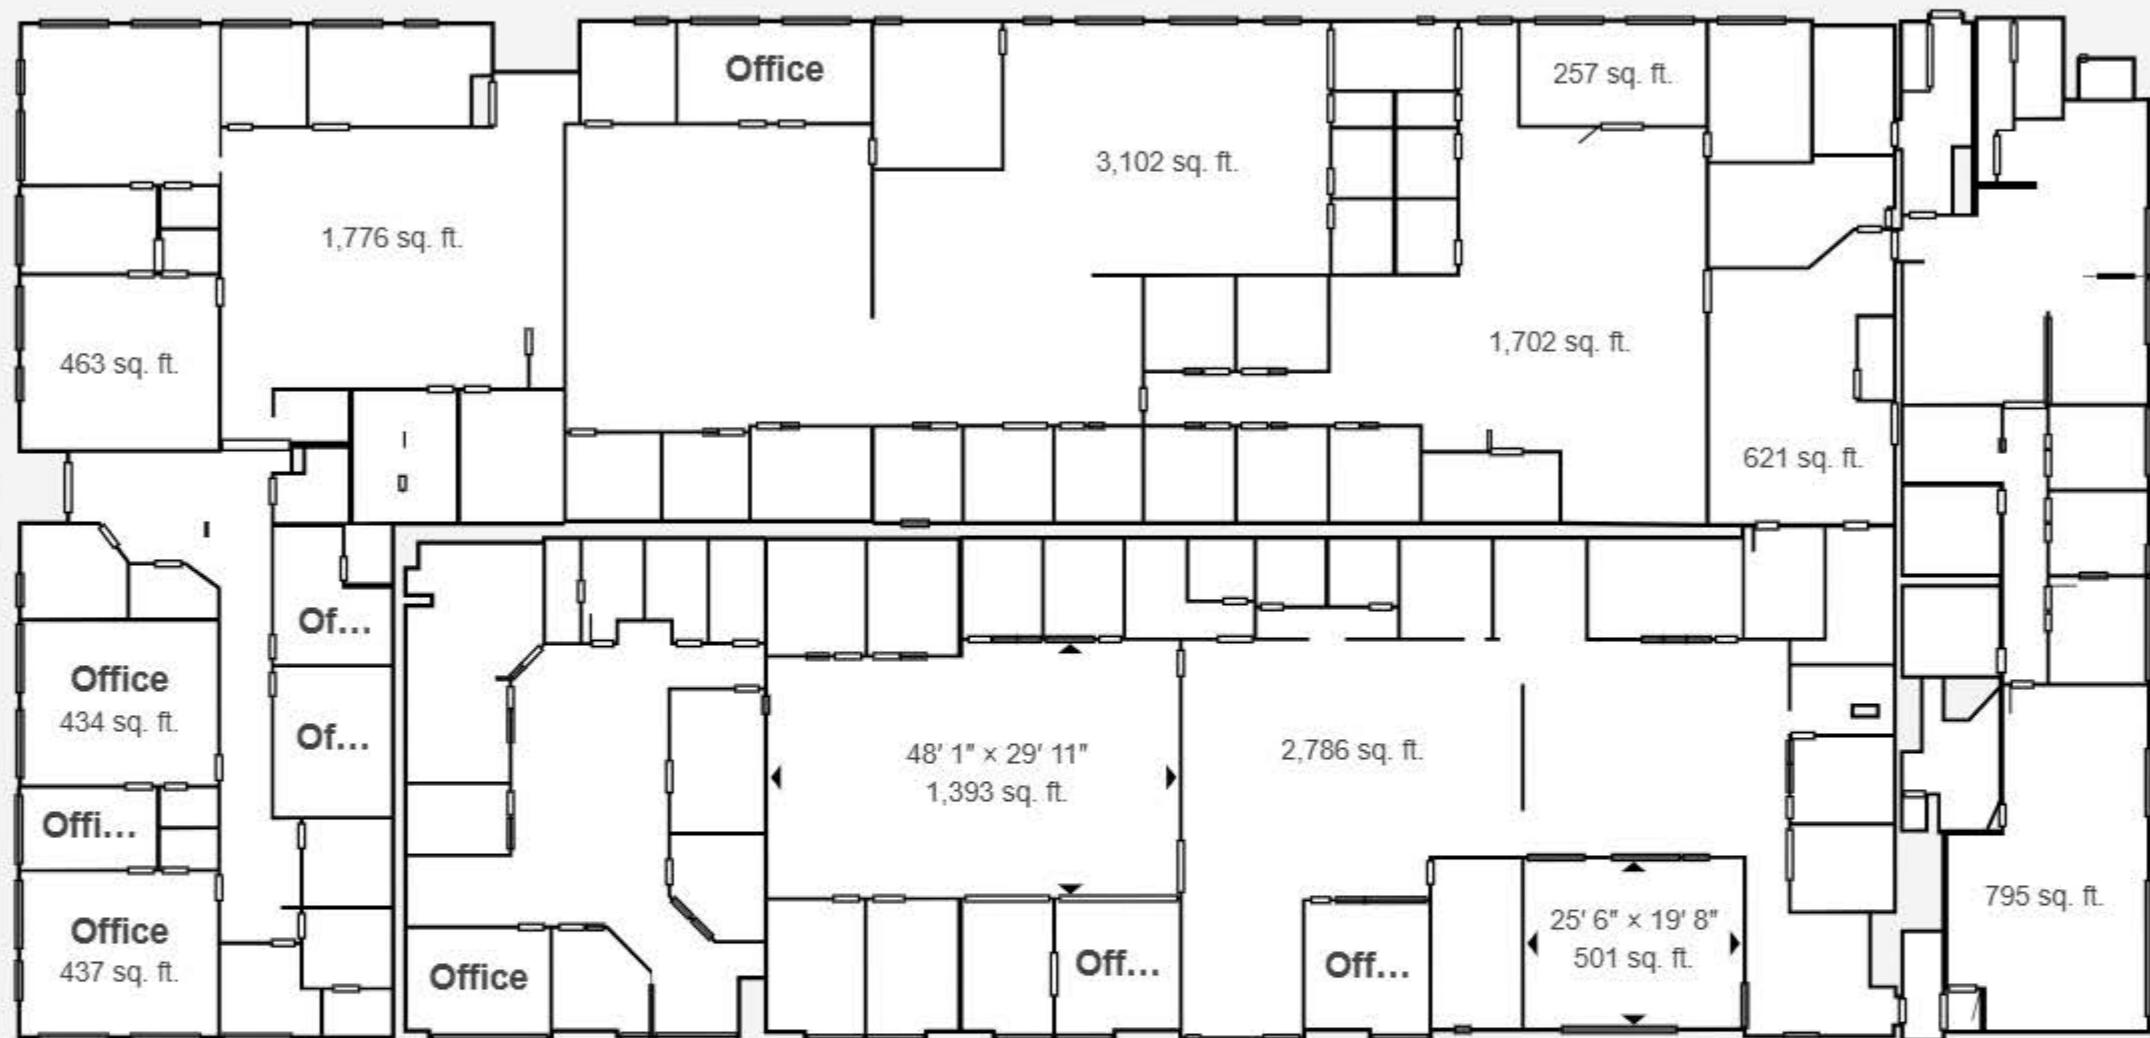 Office
257 sq. ft.
3,102 sq. ft.
1,776 sq. ft.
1,702 sq. ft.
463 sq. ft.
621 sq. ft.
Of...
Office
434 sq. ft.
Of...
48' 1" × 29' 11"
1,393 sq. ft.
2,786 sq. ft.
Offi...
795 sq. ft.
Office
437 sq. ft.
Office
Off...
Off...
25' 6" × 19' 8"
501 sq. ft.